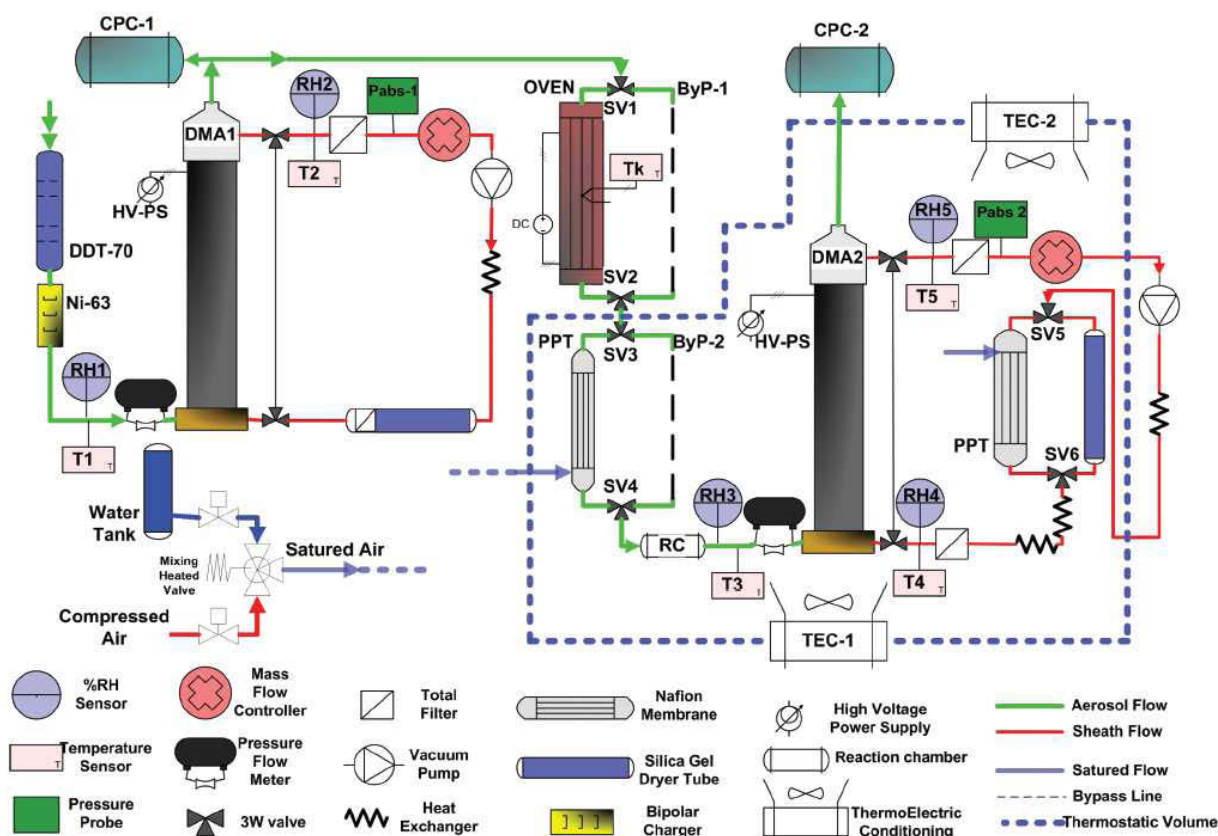 CPC-1
CPC-2
RH2
Pabs-1
OVEN
SV1
ByP-1
TEC-2
DMA1
T2
T
Tk
T
HV-PS
DC
RH5
Pabs 2
DDT-70
DMA2
T5
T
Ni-63
SV2
SV3
PPT
ByP-2
HV-PS
SV5
RH1
T1
T
PPT
SV6
SV4
RH3
RH4
Water
Tank
Satured Air
RC
Mixing
Heated
Valve
T3
T
T4
T
Compressed
Air
TEC-1
%RH
Sensor
Mass
Flow
Controller
Total
Filter
Nafion
Membrane
High Voltage
Power Supply
Aerosol Flow
Sheath Flow
Temperature
Sensor
T
Pressure
Flow
Meter
Vacuum
Pump
Silica Gel
Dryer Tube
Reaction chamber
Satured Flow
Bypass Line
Pressure
Probe
3W valve
Heat
Exchanger
Bipolar
Charger
ThermoElectric
Conditioning
Thermostatic Volume